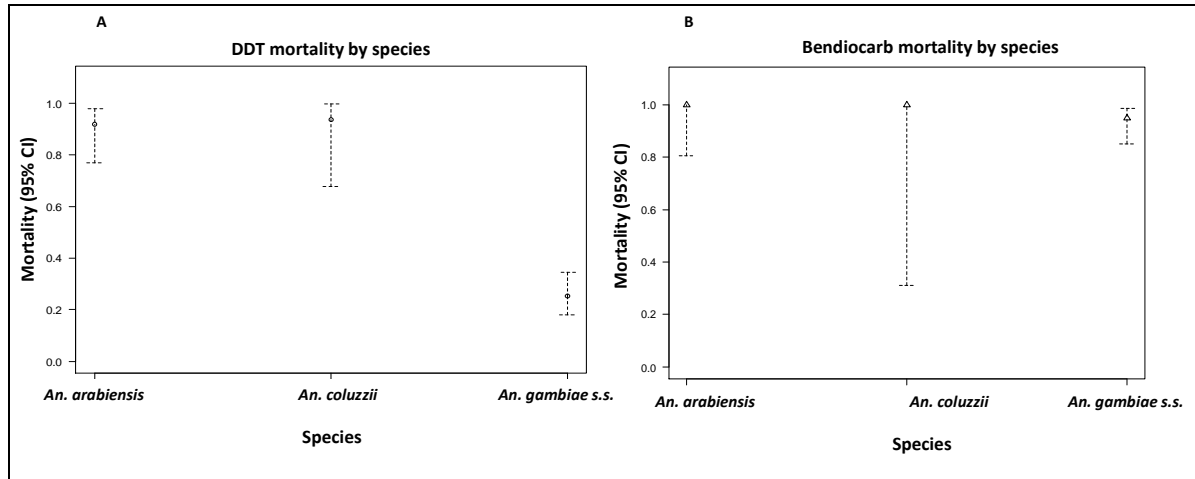 A
DDT mortality by species
Mortality (95% CI)
1.0
0.8
0.6
0.4
0.2
0.0
An. arabiensis An. coluzzii An. gambiae s.s.
Species
B
Bendiocarb mortality by species
Mortality (95% CI)
1.0
0.8
0.6
0.4
0.2
0.0
An. arabiensis An. coluzzii An. gambiae s.s.
Species